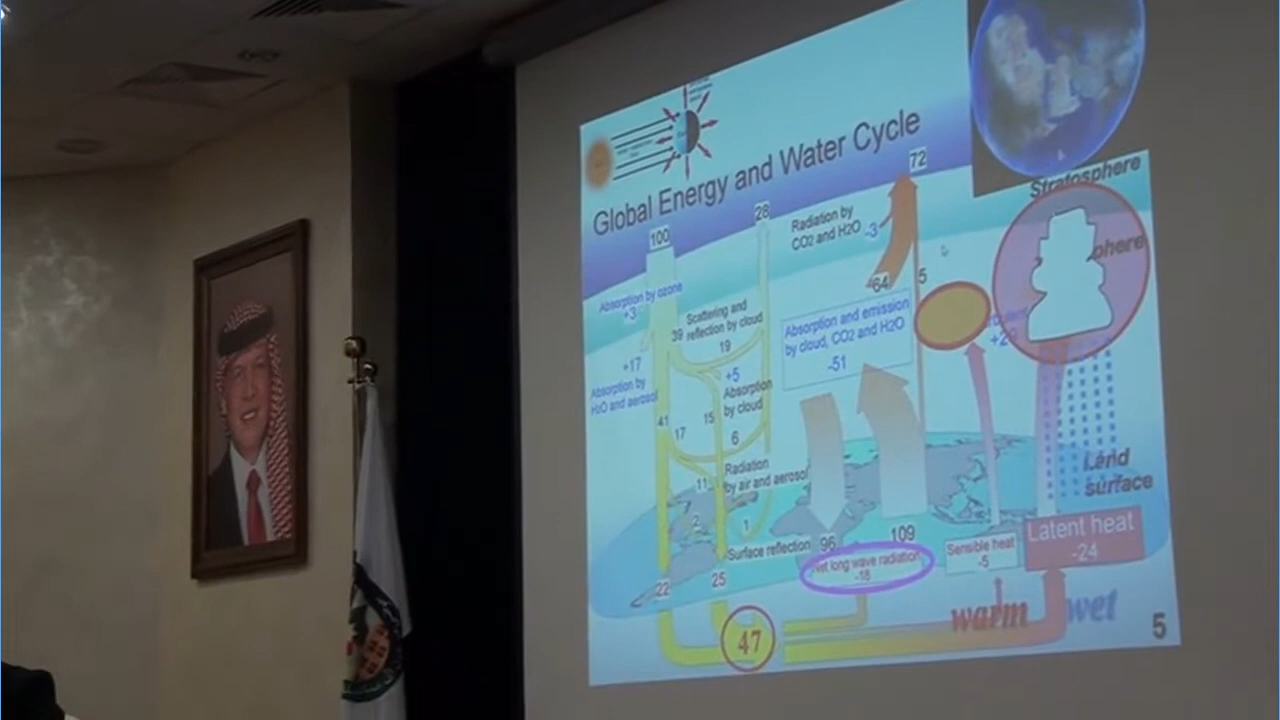 Global Energy and Water Cycle
72
28
100
Radiation by
CO2 and H2O
-3
64
5
Stratosphere
phere
Absorption by ozone
+3
39
Scattering and
reflection by cloud
19
Absorption and emission
by cloud, CO2 and H2O
-51
+17
Absorption by
H2O and aerosol
+5
Absorption
by cloud
41
17
15
6
11
Radiation
by air and aerosol
2
1
Surface reflection
96
109
Land
surface
Net long wave radiation
-18
Sensible heat
-5
Latent heat
-24
22
25
47
warm
wet
5